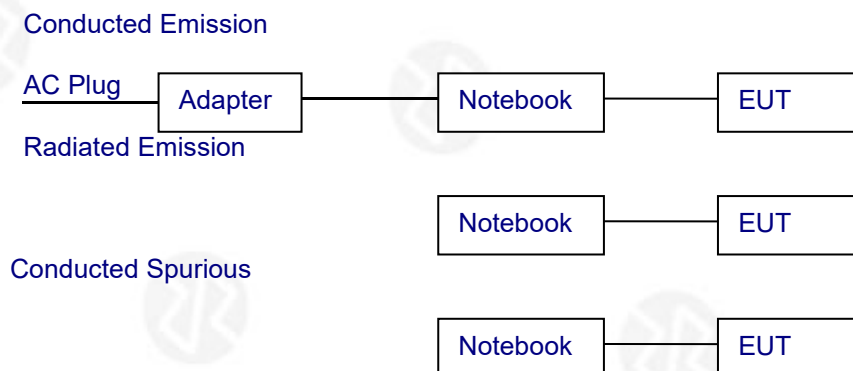 Conducted Emission
AC Plug Adapter Notebook EUT
Radiated Emission
Notebook EUT
Conducted Spurious
Notebook EUT